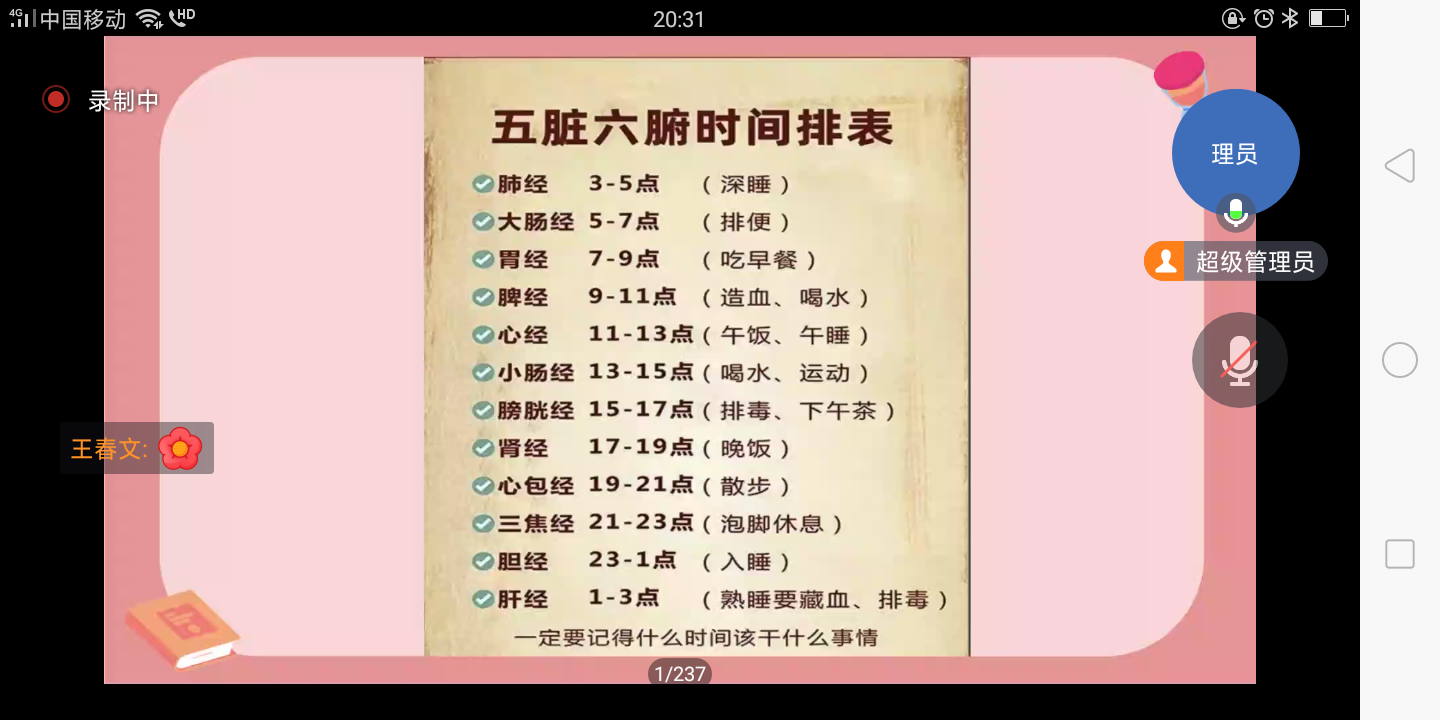 4G 中国移动 HD 20:31
录制中
五脏六腑时间排表
肺经 3-5点 （深睡）
大肠经 5-7点 （排便）
胃经 7-9点 （吃早餐）
脾经 9-11点 （造血、喝水）
心经 11-13点（午饭、午睡）
小肠经 13-15点（喝水、运动）
膀胱经 15-17点（排毒、下午茶）
肾经 17-19点（晚饭）
心包经 19-21点（散步）
三焦经 21-23点（泡脚休息）
胆经 23-1点 （入睡）
肝经 1-3点 （熟睡要藏血、排毒）
一定要记得什么时间该干什么事情
1/237
理员
超级管理员
王春文: